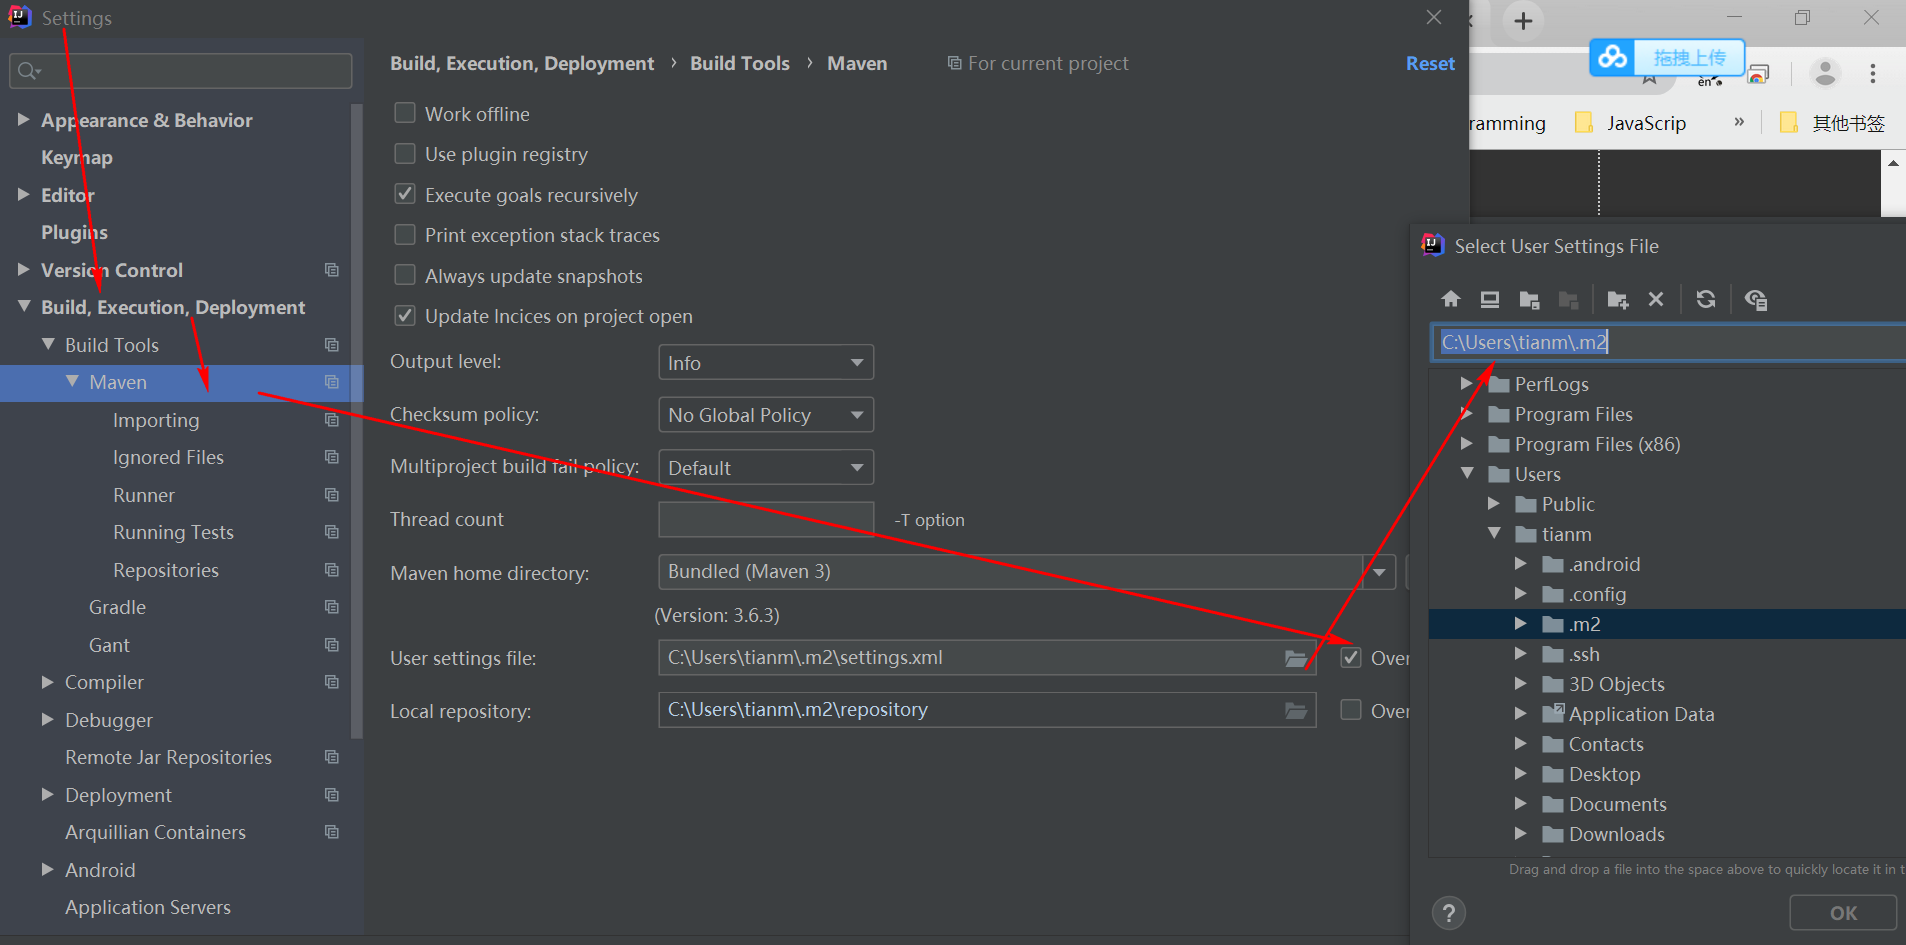 Settings
Appearance & Behavior
Keymap
Editor
Plugins
Version Control
Build, Execution, Deployment
Build Tools
Maven
Importing
Ignored Files
Runner
Running Tests
Repositories
Gradle
Gant
Compiler
Debugger
Remote Jar Repositories
Deployment
Arquillian Containers
Android
Application Servers
Build, Execution, Deployment › Build Tools › Maven
For current project
Reset
Work offline
Use plugin registry
Execute goals recursively
Print exception stack traces
Always update snapshots
Update Incices on project open
Output level: Info
Checksum policy: No Global Policy
Multiproject build fail policy: Default
Thread count -T option
Maven home directory: Bundled (Maven 3)
(Version: 3.6.3)
User settings file: C:\Users\tianm\.m2\settings.xml Over
Local repository: C:\Users\tianm\.m2\repository Over
拖拽上传
èn
ramming JavaScrip » 其他书签
Select User Settings File
C:\Users\tianm\.m2
PerfLogs
Program Files
Program Files (x86)
Users
Public
tianm
.android
.config
.m2
.ssh
3D Objects
Application Data
Contacts
Desktop
Documents
Downloads
Drag and drop a file into the space above to quickly locate it in t
? OK